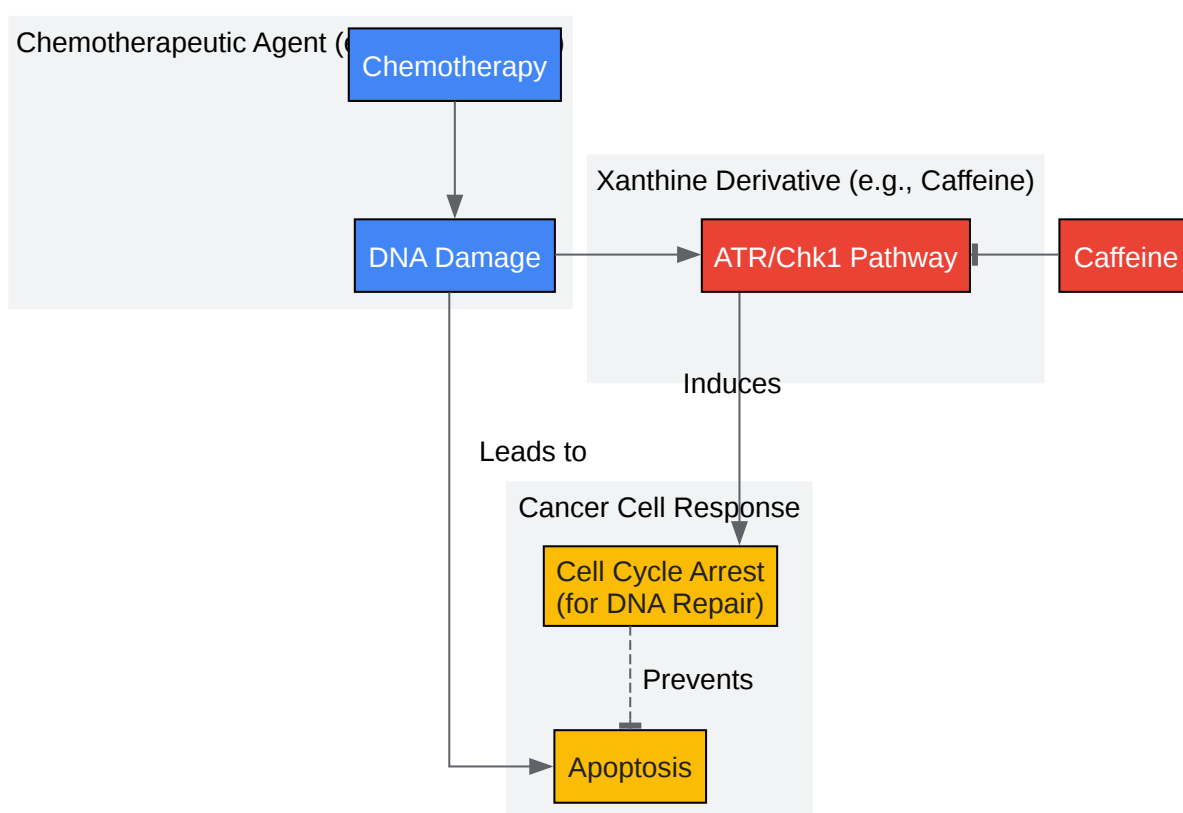 Chemotherapeutic Agent (
Chemotherapy
Xanthine Derivative (e.g., Caffeine)
DNA Damage
ATR/Chk1 Pathway
Caffeine
Induces
Leads to
Cancer Cell Response
Cell Cycle Arrest
(for DNA Repair)
Prevents
Apoptosis